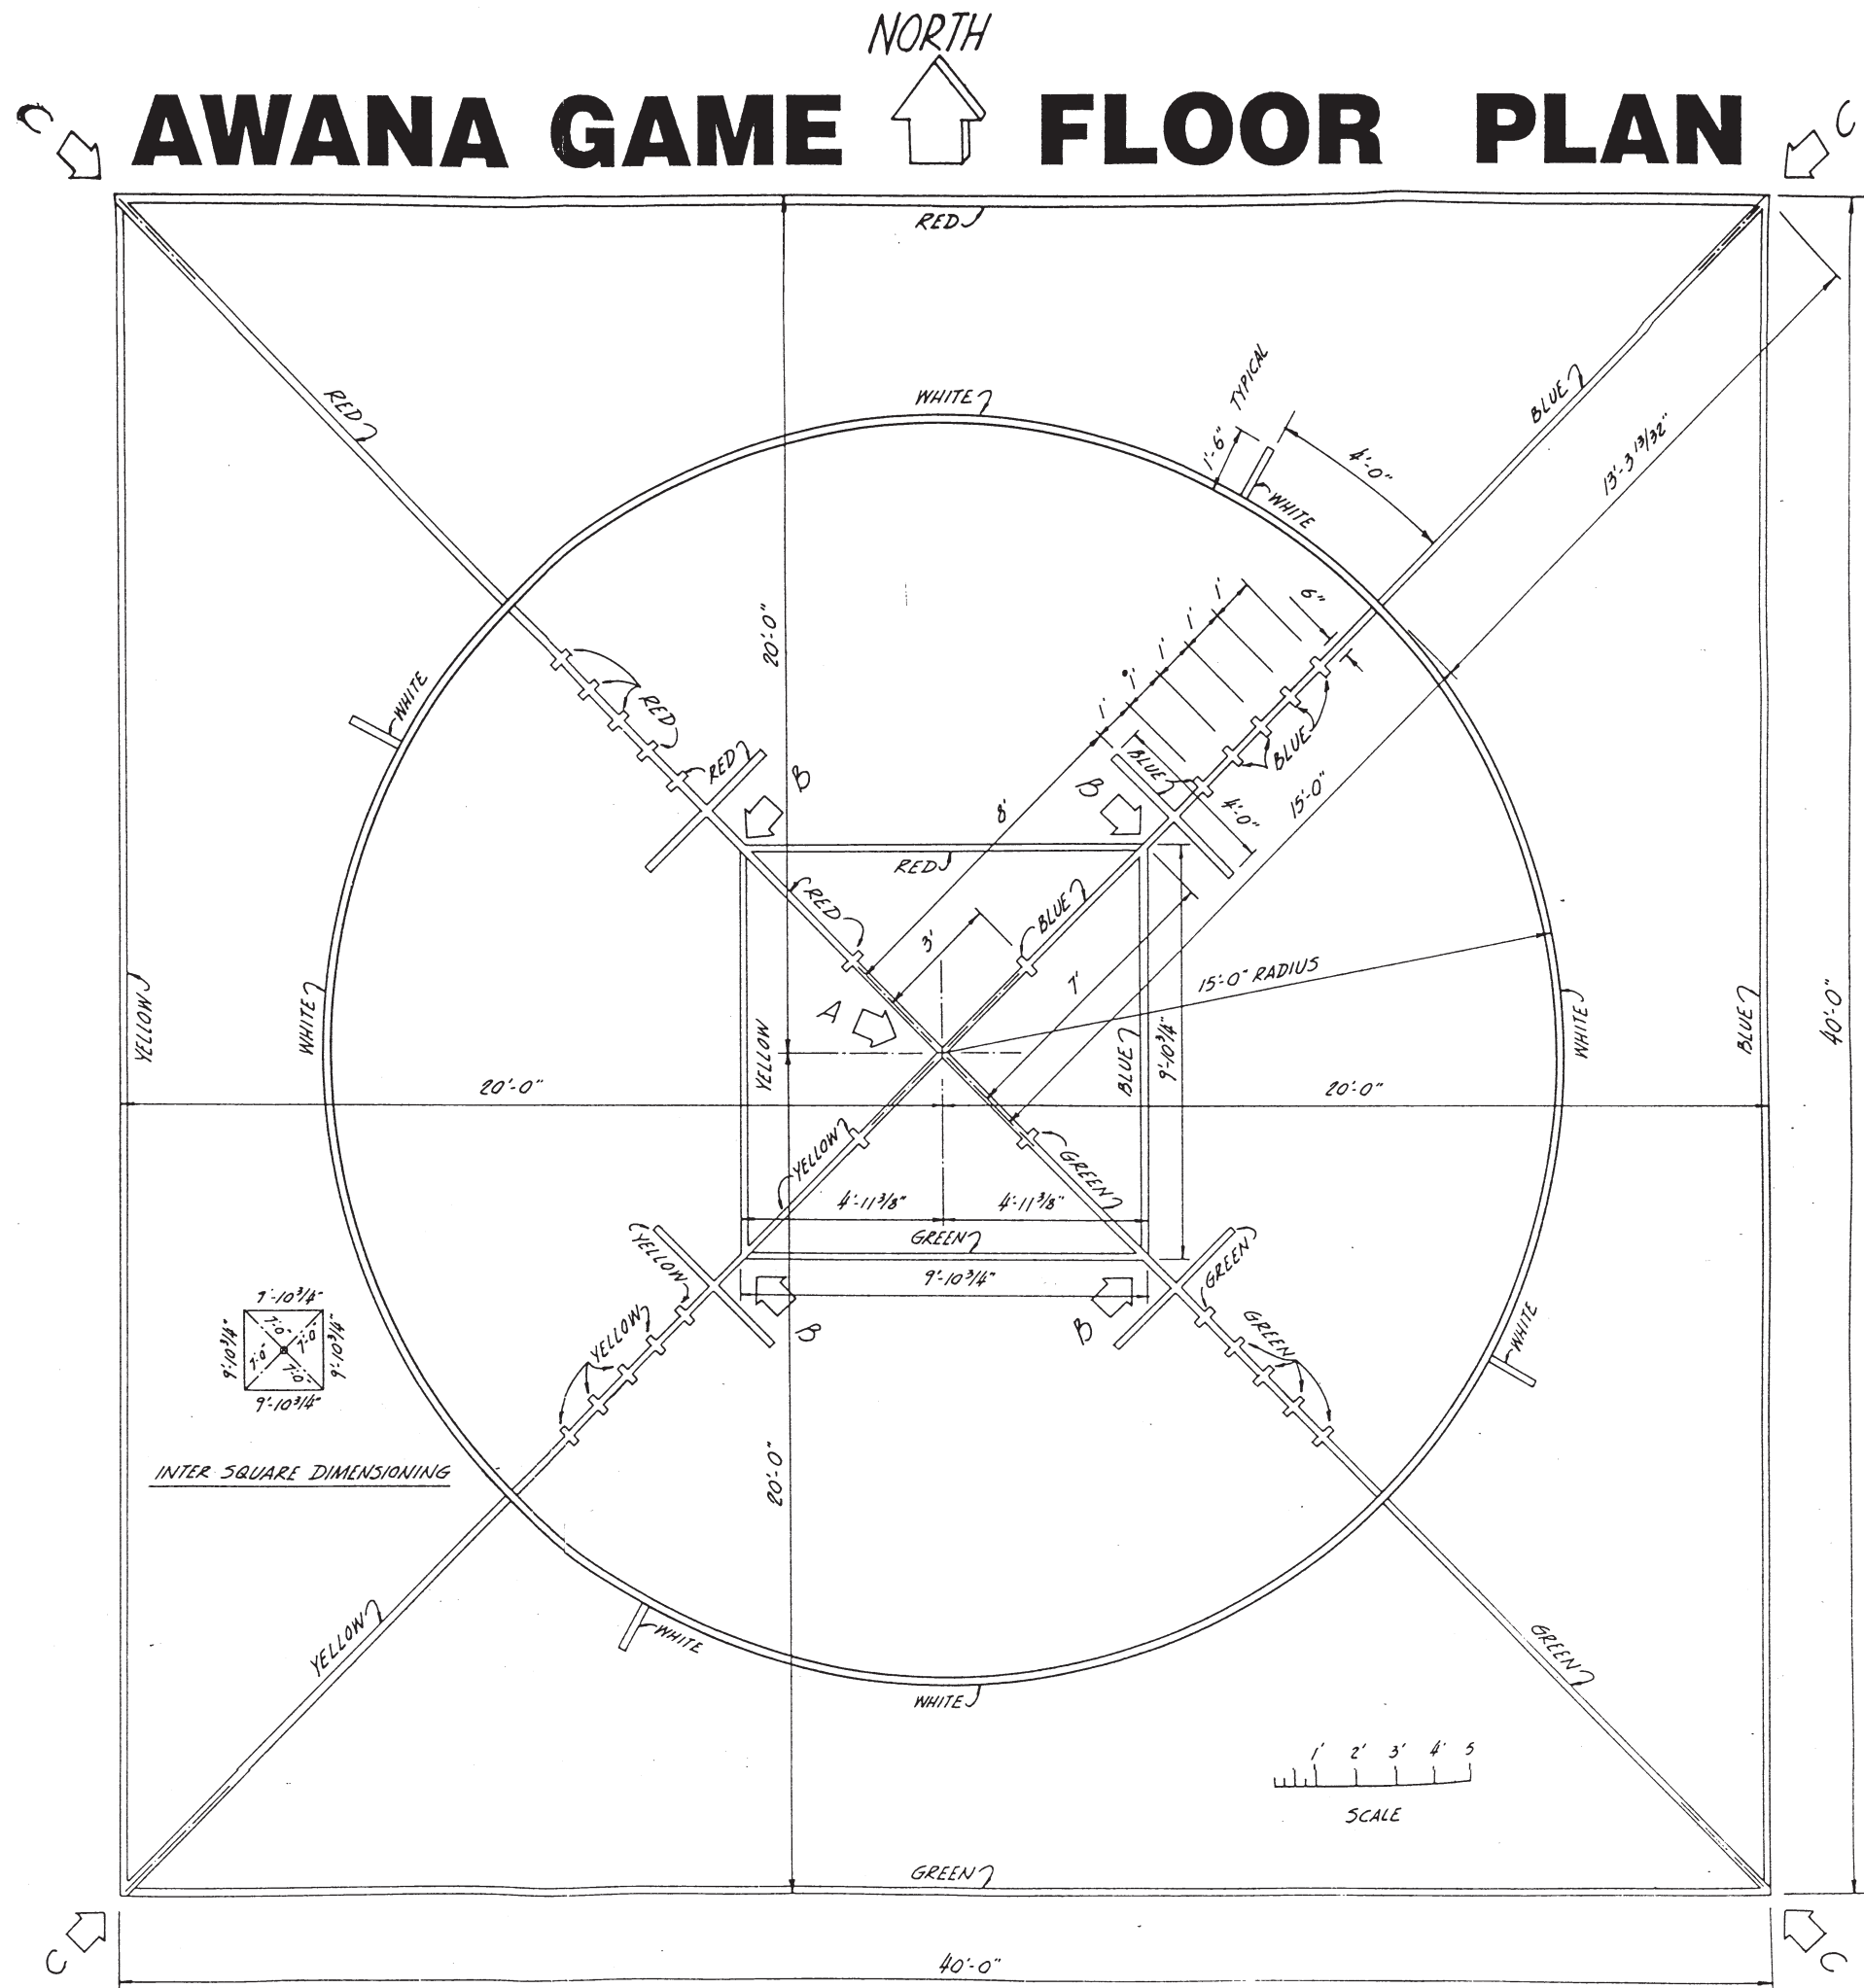 NORTH
AWANA GAME FLOOR PLAN
C
C
RED
RED
WHITE
TYPICAL
1'-6"
4'-0"
BLUE
13'-3 13/32"
WHITE
20'-0"
1'
1'
1'
1'
1'
6"
WHITE
RED
RED
BLUE
BLUE
B
B
8'
4'-0"
15'-0"
RED
RED
BLUE
3'
7'
15'-0" RADIUS
A
YELLOW
WHITE
YELLOW
BLUE
9'-10 3/4"
WHITE
BLUE
40'-0"
20'-0"
20'-0"
YELLOW
GREEN
4'-11 3/8"
4'-11 3/8"
GREEN
9'-10 3/4"
YELLOW
GREEN
B
B
YELLOW
GREEN
WHITE
9'-10 3/4"
9'-10 3/4"
7'-0"
7'-0"
7'-0"
7'-0"
9'-10 3/4"
9'-10 3/4"
INTER SQUARE DIMENSIONING
20'-0"
YELLOW
WHITE
WHITE
GREEN
1' 2' 3' 4' 5
SCALE
GREEN
C
C
40'-0"